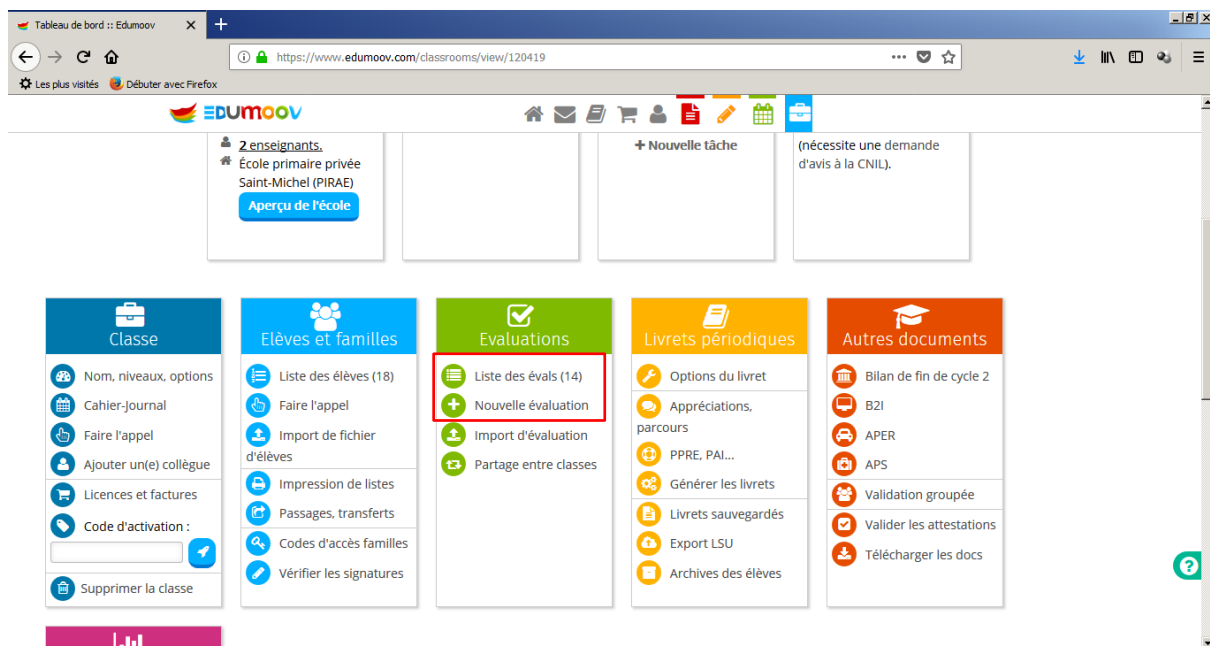 Tableau de bord :: Edumoov
https://www.edumoov.com/classrooms/view/120419
Les plus visités Débuter avec Firefox
EDUMOOV
2 enseignants.
École primaire privée
Saint-Michel (PIRAE)
Aperçu de l'école
+ Nouvelle tâche
(nécessite une demande
d'avis à la CNIL).
Classe
Nom, niveaux, options
Cahier-Journal
Faire l'appel
Ajouter un(e) collègue
Licences et factures
Code d'activation :
Supprimer la classe
Elèves et familles
Liste des élèves (18)
Faire l'appel
Import de fichier
d'élèves
Impression de listes
Passages, transferts
Codes d'accès familles
Vérifier les signatures
Evaluations
Liste des évals (14)
Nouvelle évaluation
Import d'évaluation
Partage entre classes
Livrets périodiques
Options du livret
Appréciations,
parcours
PPRE, PAI...
Générer les livrets
Livrets sauvegardés
Export LSU
Archives des élèves
Autres documents
Bilan de fin de cycle 2
B2I
APER
APS
Validation groupée
Valider les attestations
Télécharger les docs